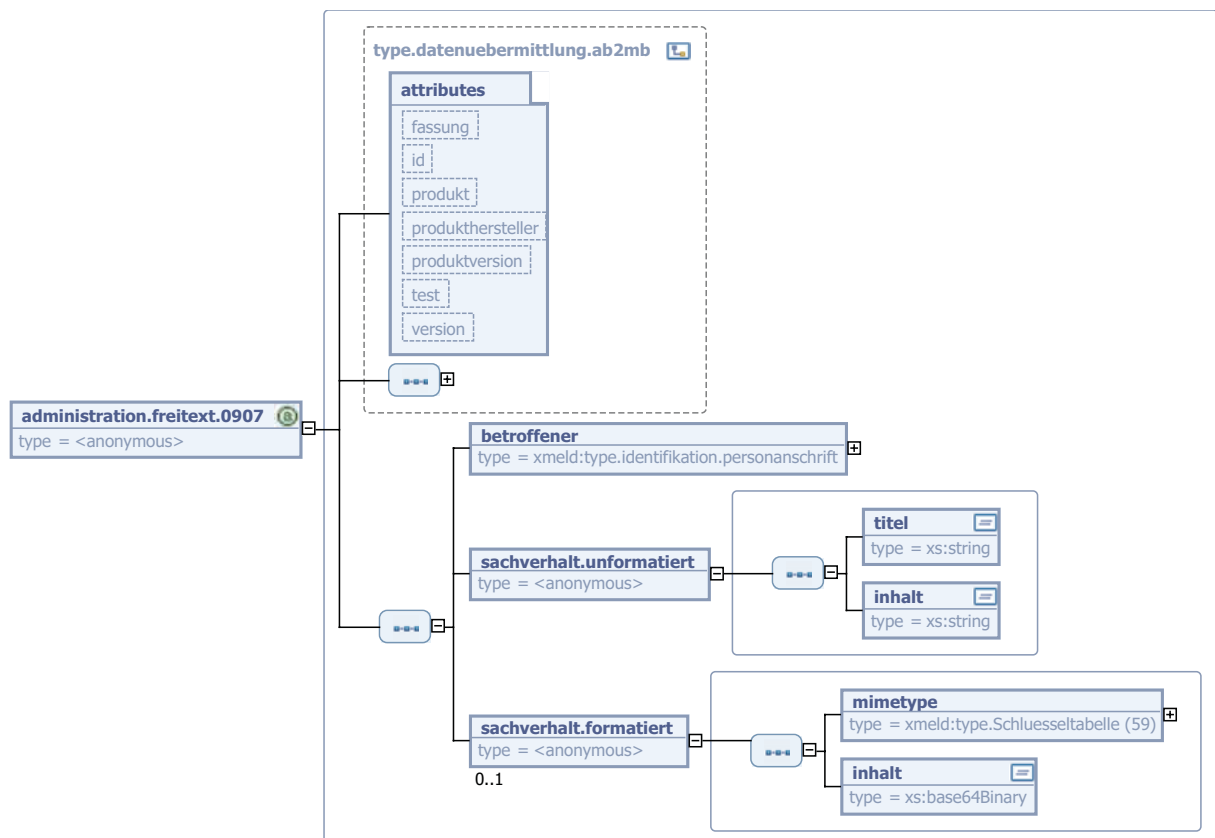 type.datenuebermittlung.ab2mb
attributes
fassung
id
produkt
produkthersteller
produktversion
test
version
administration.freitext.0907
type = <anonymous>
betroffener
type = xmeld:type.identifikation.personanschrift
sachverhalt.unformatiert
type = <anonymous>
titel
type = xs:string
inhalt
type = xs:string
sachverhalt.formatiert
type = <anonymous>
0..1
mimetype
type = xmeld:type.Schluesseltabelle (59)
inhalt
type = xs:base64Binary